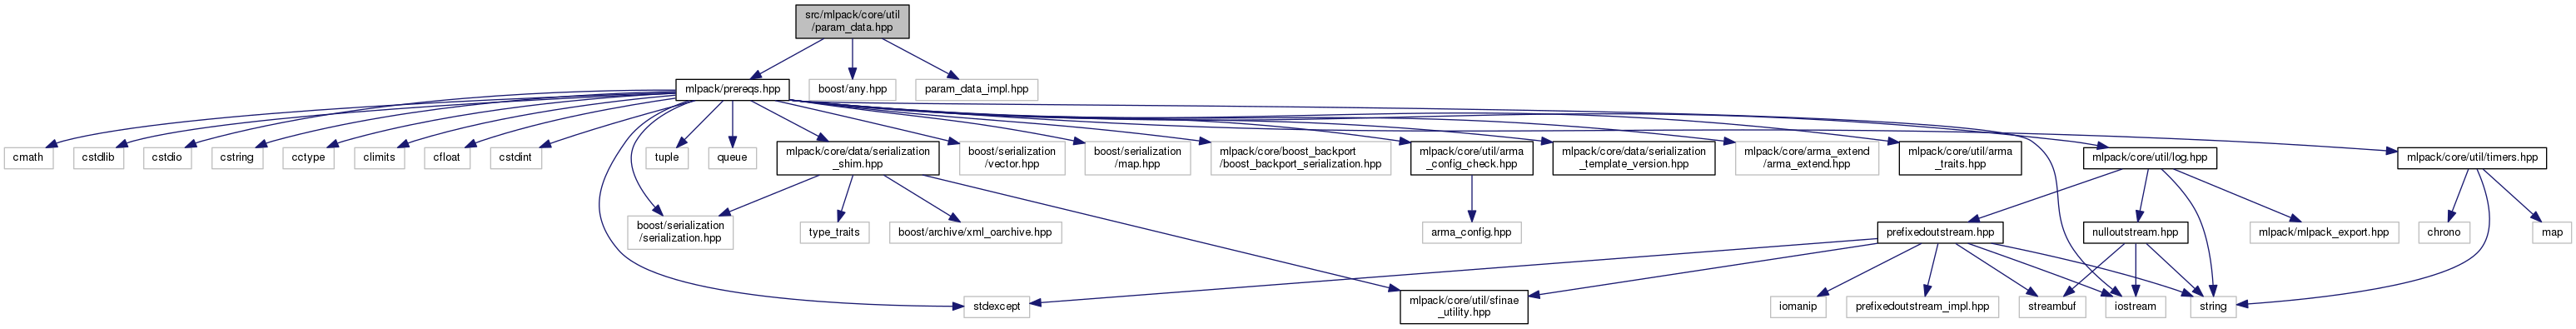 src/mlpack/core/util
/param_data.hpp
mlpack/prereqs.hpp
boost/any.hpp
param_data_impl.hpp
cmath
cstdlib
cstdio
cstring
cctype
climits
cfloat
cstdint
tuple
queue
mlpack/core/data/serialization
_shim.hpp
boost/serialization
/vector.hpp
boost/serialization
/map.hpp
mlpack/core/boost_backport
/boost_backport_serialization.hpp
mlpack/core/util/arma
_config_check.hpp
mlpack/core/data/serialization
_template_version.hpp
mlpack/core/arma_extend
/arma_extend.hpp
mlpack/core/util/arma
_traits.hpp
mlpack/core/util/log.hpp
mlpack/core/util/timers.hpp
boost/serialization
/serialization.hpp
type_traits
boost/archive/xml_oarchive.hpp
arma_config.hpp
prefixedoutstream.hpp
nulloutstream.hpp
mlpack/mlpack_export.hpp
chrono
map
stdexcept
mlpack/core/util/sfinae
_utility.hpp
iomanip
prefixedoutstream_impl.hpp
streambuf
iostream
string